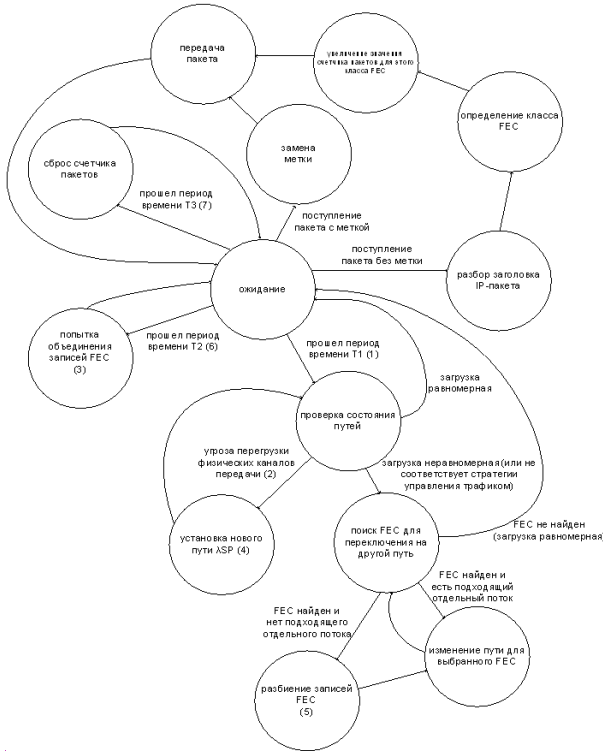 передача
пакета
увеличение значения
счетчика пакетов для этого
класса FEC
определение класса
FEC
замена
метки
сброс счетчика
пакетов
прошел период
времени T3 (7)
поступление
пакета с меткой
поступление
пакета без метки
разбор заголовка
IP-пакета
ожидание
попытка
объединения
записей FEC
(3)
прошел период
времени T2 (6)
прошел период
времени T1 (1)
загрузка
равномерная
проверка состояния
путей
угроза перегрузки
физических каналов
передачи (2)
загрузка неравномерная(или не
соответствует стратегии
управления трафиком)
установка нового
пути λSP (4)
поиск FEC для
переключения на
другой путь
FEC не найден
(загрузка равномерная)
FEC найден и
есть подходящий
отдельный поток
FEC найден и
нет подходящего
отдельного потока
изменение пути для
выбранного FEC
разбиение записей
FEC
(5)